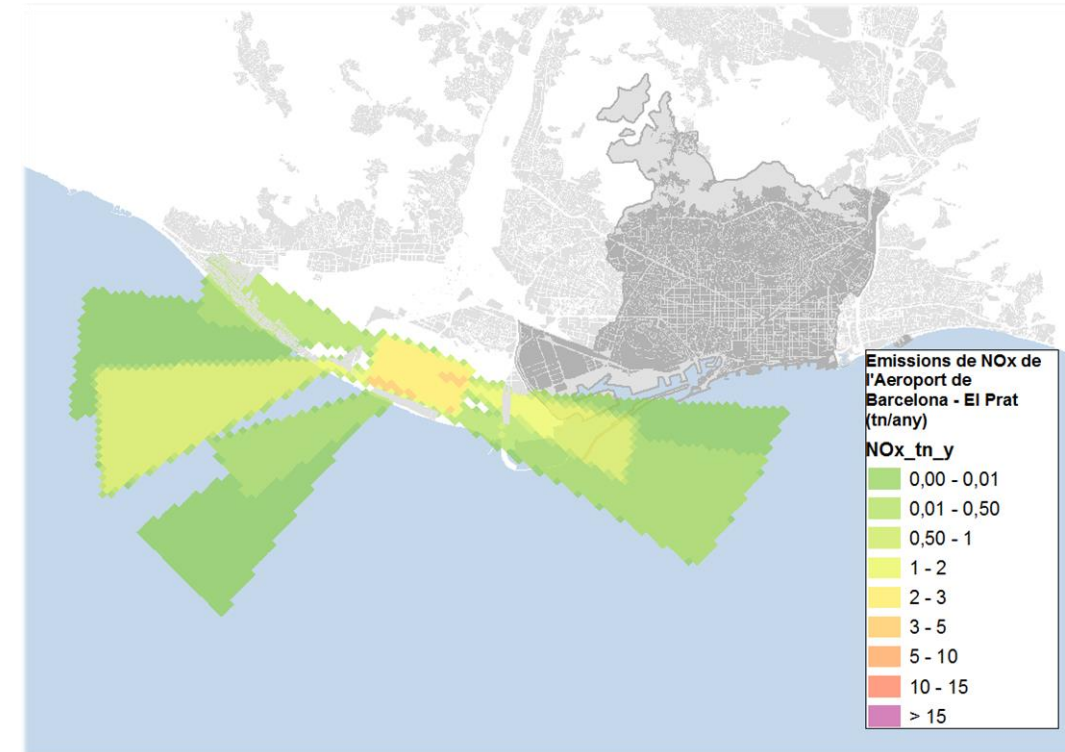 Emissions de NOx de
l'Aeroport de
Barcelona - El Prat
(tn/any)
NOx_tn_y
0,00 - 0,01
0,01 - 0,50
0,50 - 1
1 - 2
2 - 3
3 - 5
5 - 10
10 - 15
> 15